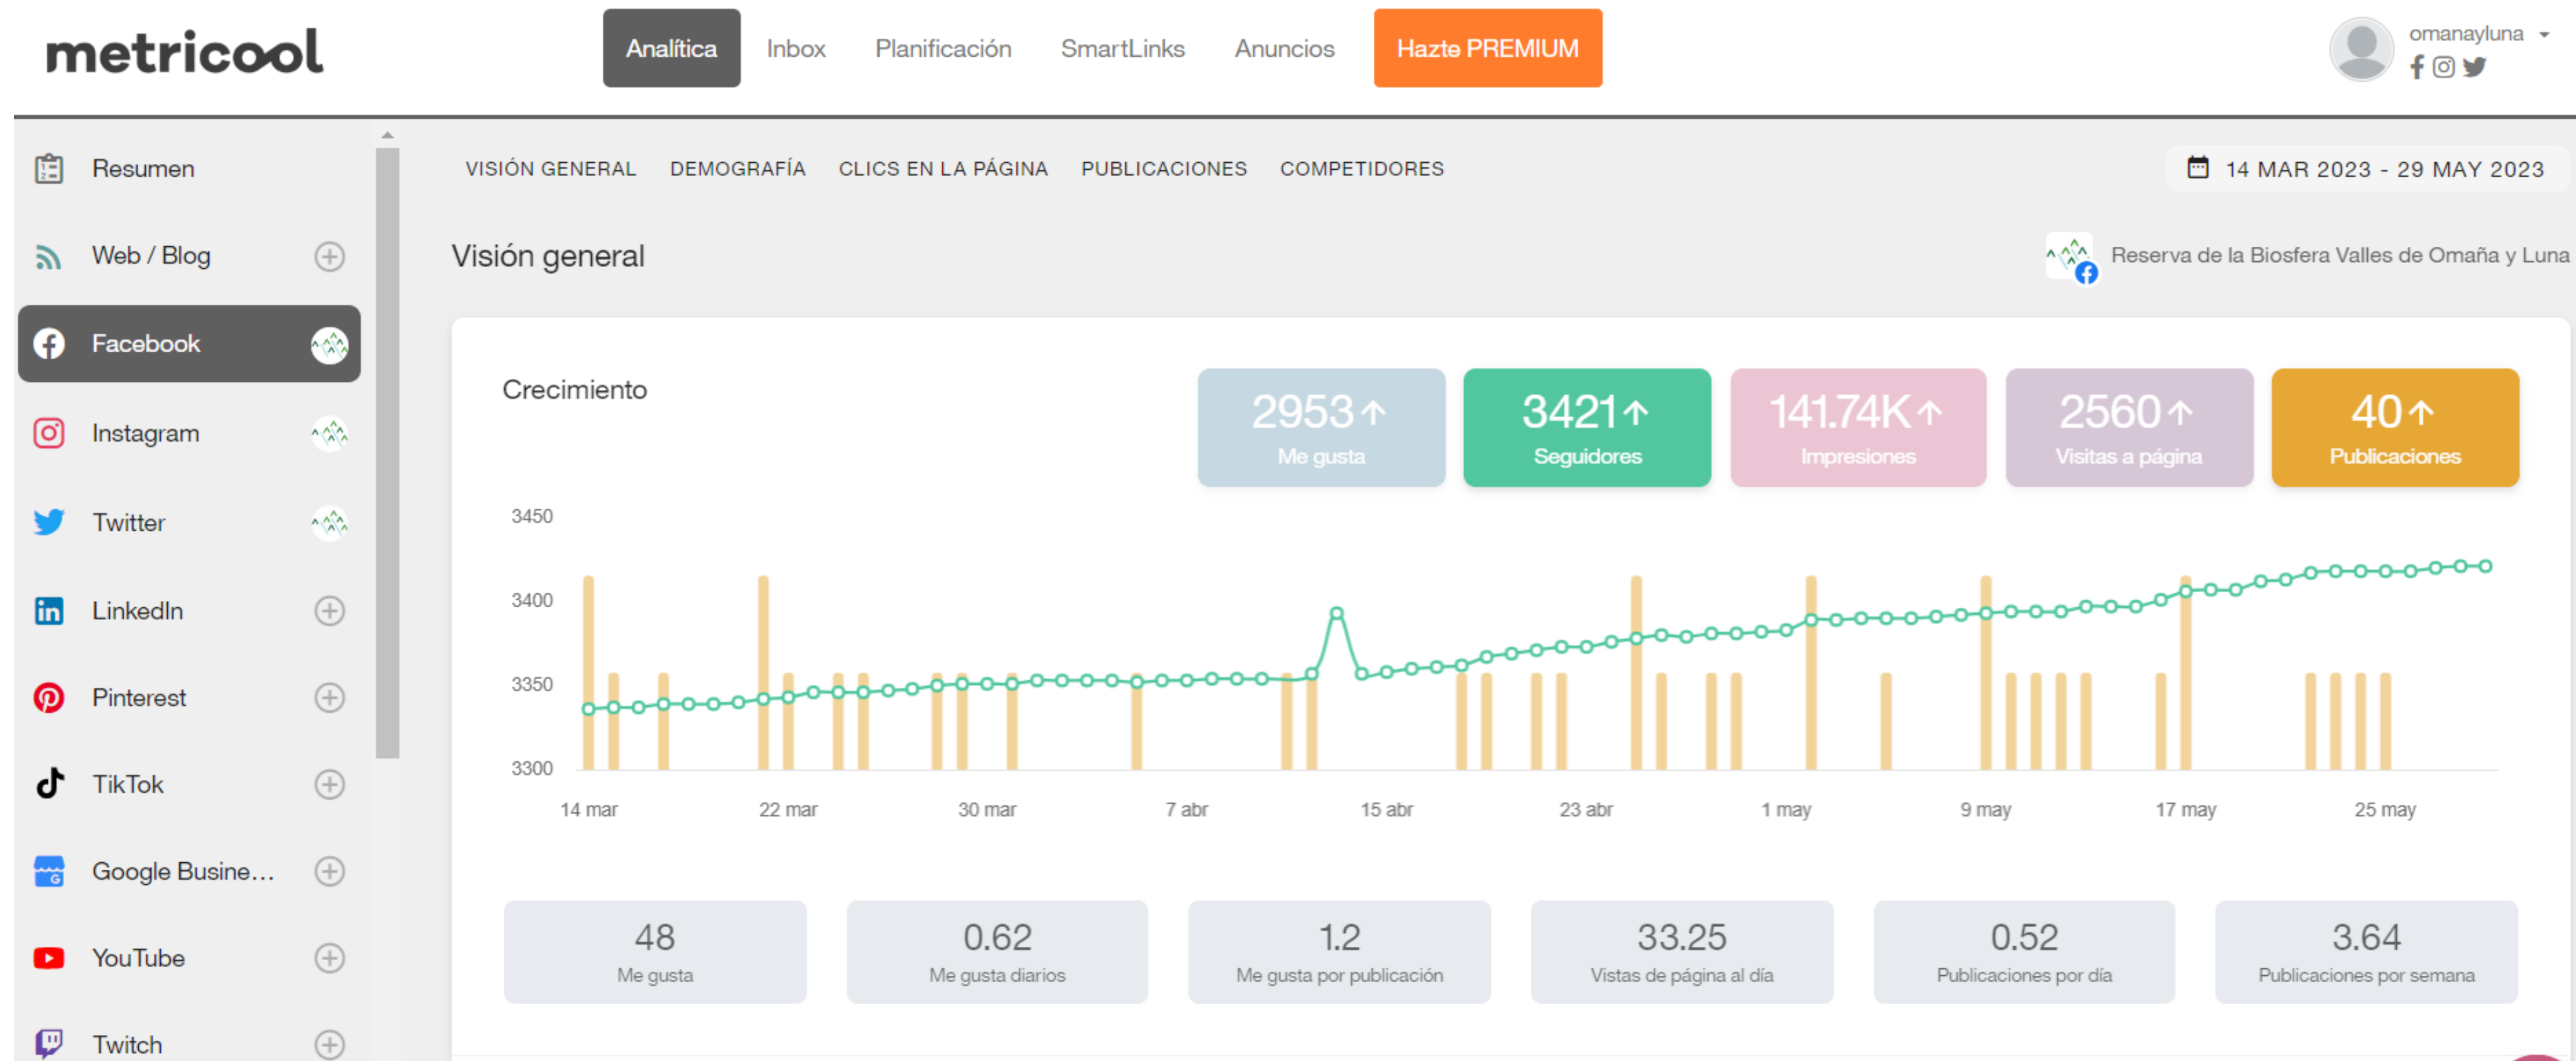 metricool
Analítica Inbox Planificación SmartLinks Anuncios Hazte PREMIUM
omanayluna
Resumen
Web / Blog
Facebook
Instagram
Twitter
LinkedIn
Pinterest
TikTok
Google Busine...
YouTube
Twitch
VISIÓN GENERAL DEMOGRAFÍA CLICS EN LA PÁGINA PUBLICACIONES COMPETIDORES
14 MAR 2023 - 29 MAY 2023
Visión general
Reserva de la Biosfera Valles de Omaña y Luna
Crecimiento
2953 3421 141.74K 2560 40
Me gusta Seguidores Impresiones Visitas a página Publicaciones
3450
3400
3350
3300
14 mar 22 mar 30 mar 7 abr 15 abr 23 abr 1 may 9 may 17 may 25 may
48 0.62 1.2 33.25 0.52 3.64
Me gusta Me gusta diarios Me gusta por publicación Vistas de página al día Publicaciones por día Publicaciones por semana